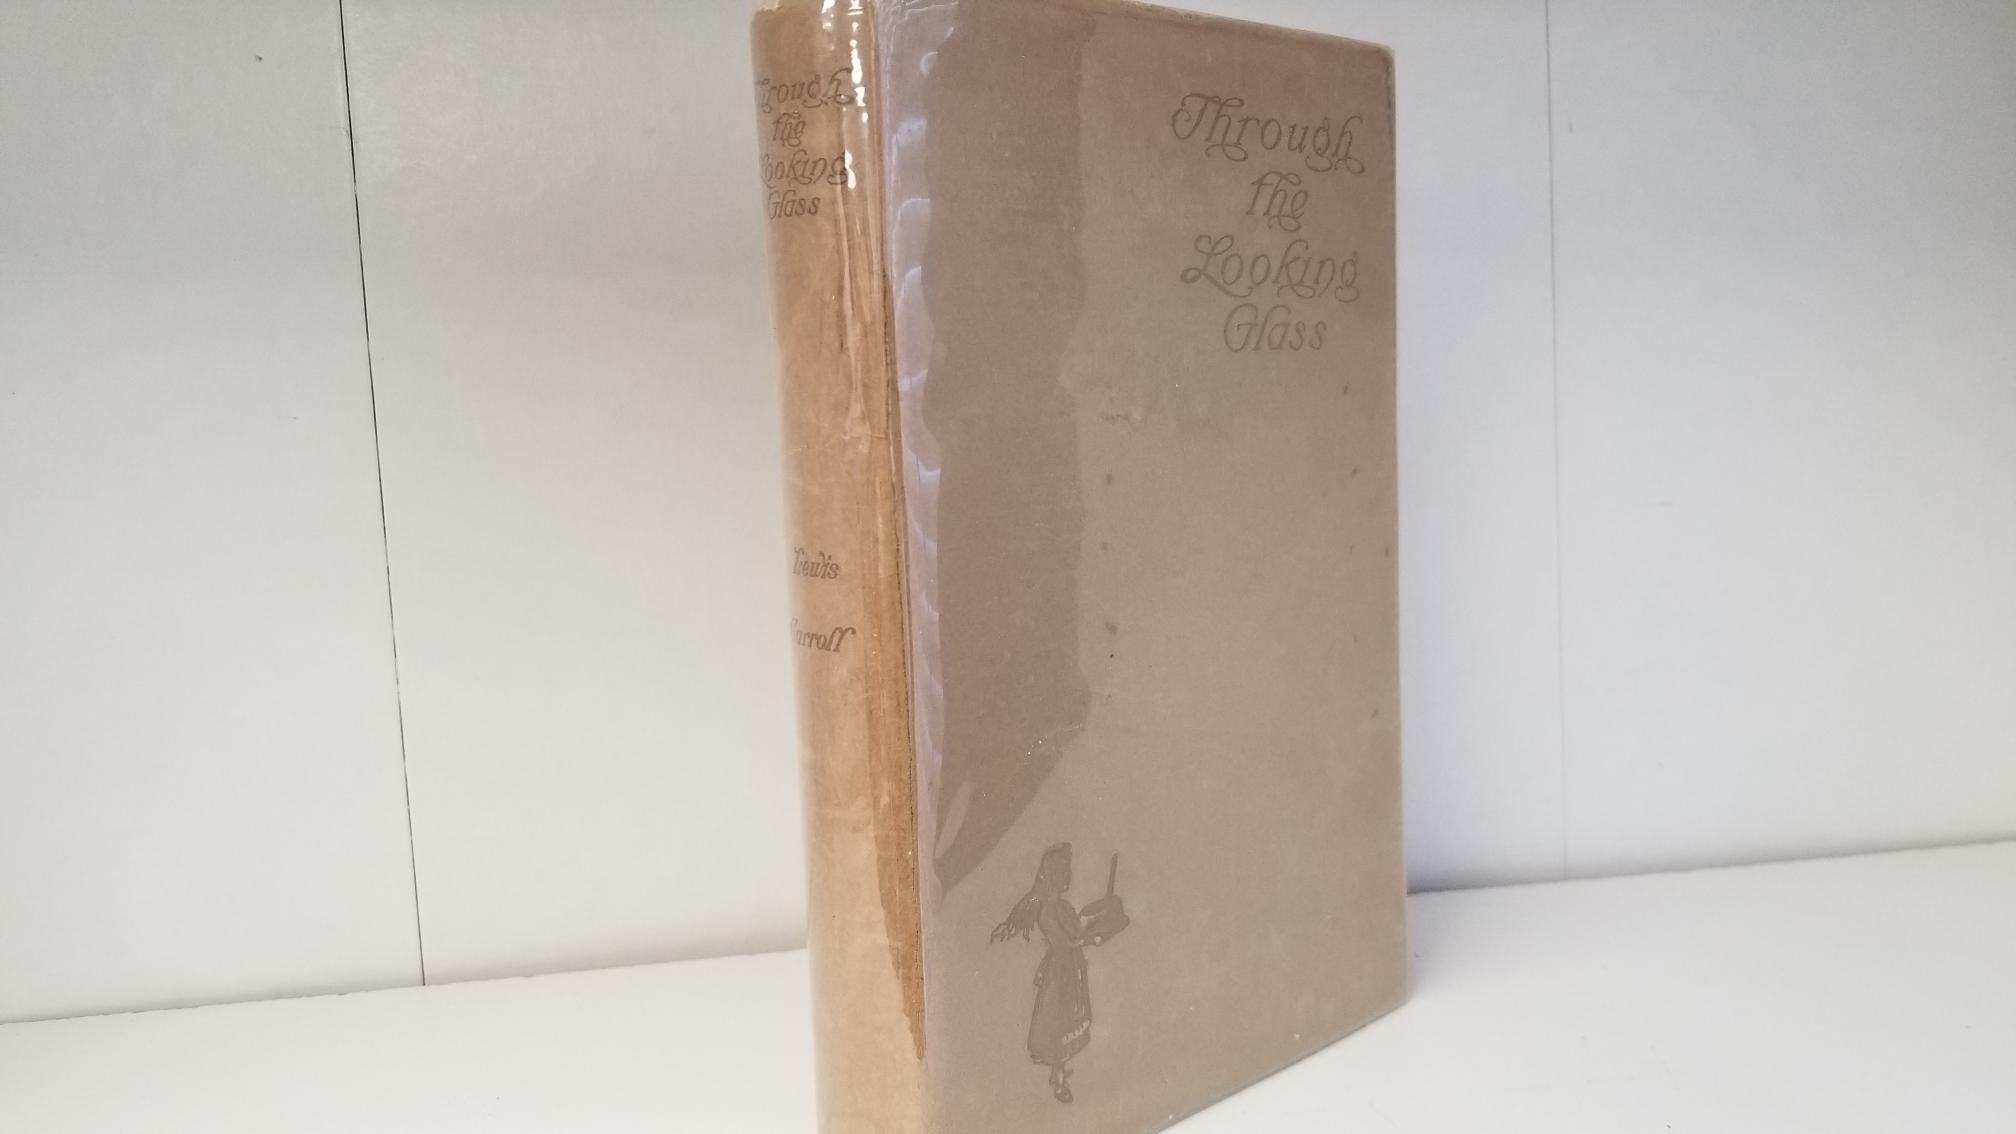 Through
the
Looking
Glass
Lewis
Carroll
Through
the
Looking
Glass